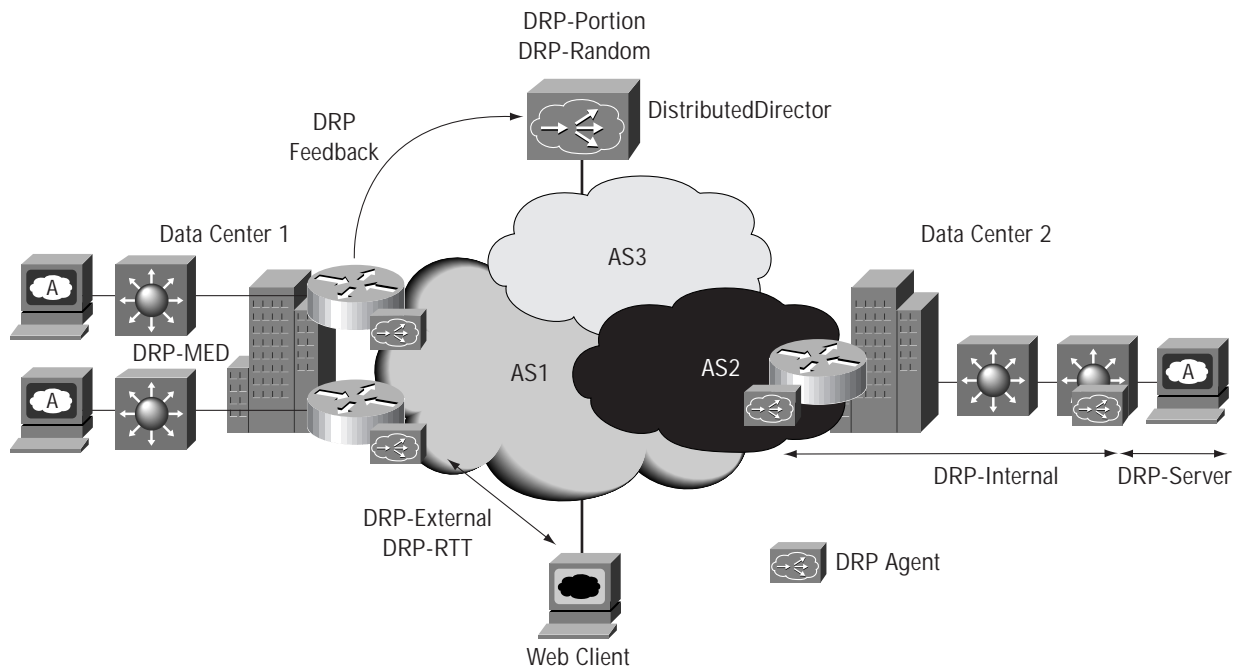 DRP-Portion
DRP-Random
DistributedDirector
DRP
Feedback
Data Center 1
Data Center 2
AS3
A
DRP-MED
AS1
AS2
A
A
DRP-Internal
DRP-Server
DRP-External
DRP-RTT
DRP Agent
Web Client